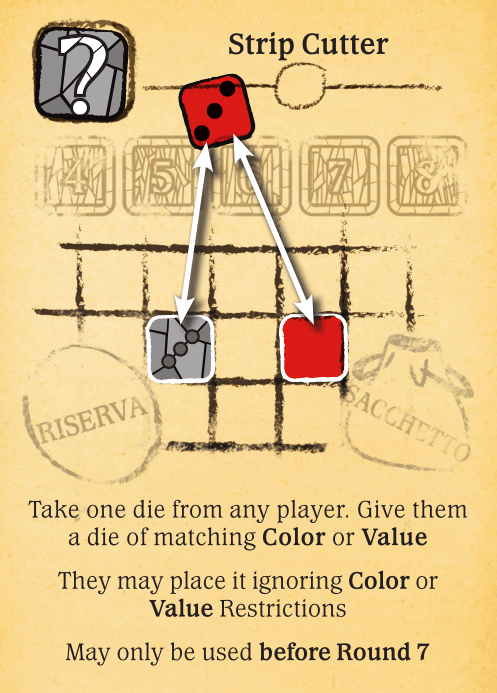 ?
Strip Cutter
4 5 6 7 8
RISERVA
SACCHETTO
Take one die from any player. Give them
a die of matching Color or Value
They may place it ignoring Color or
Value Restrictions
May only be used before Round 7